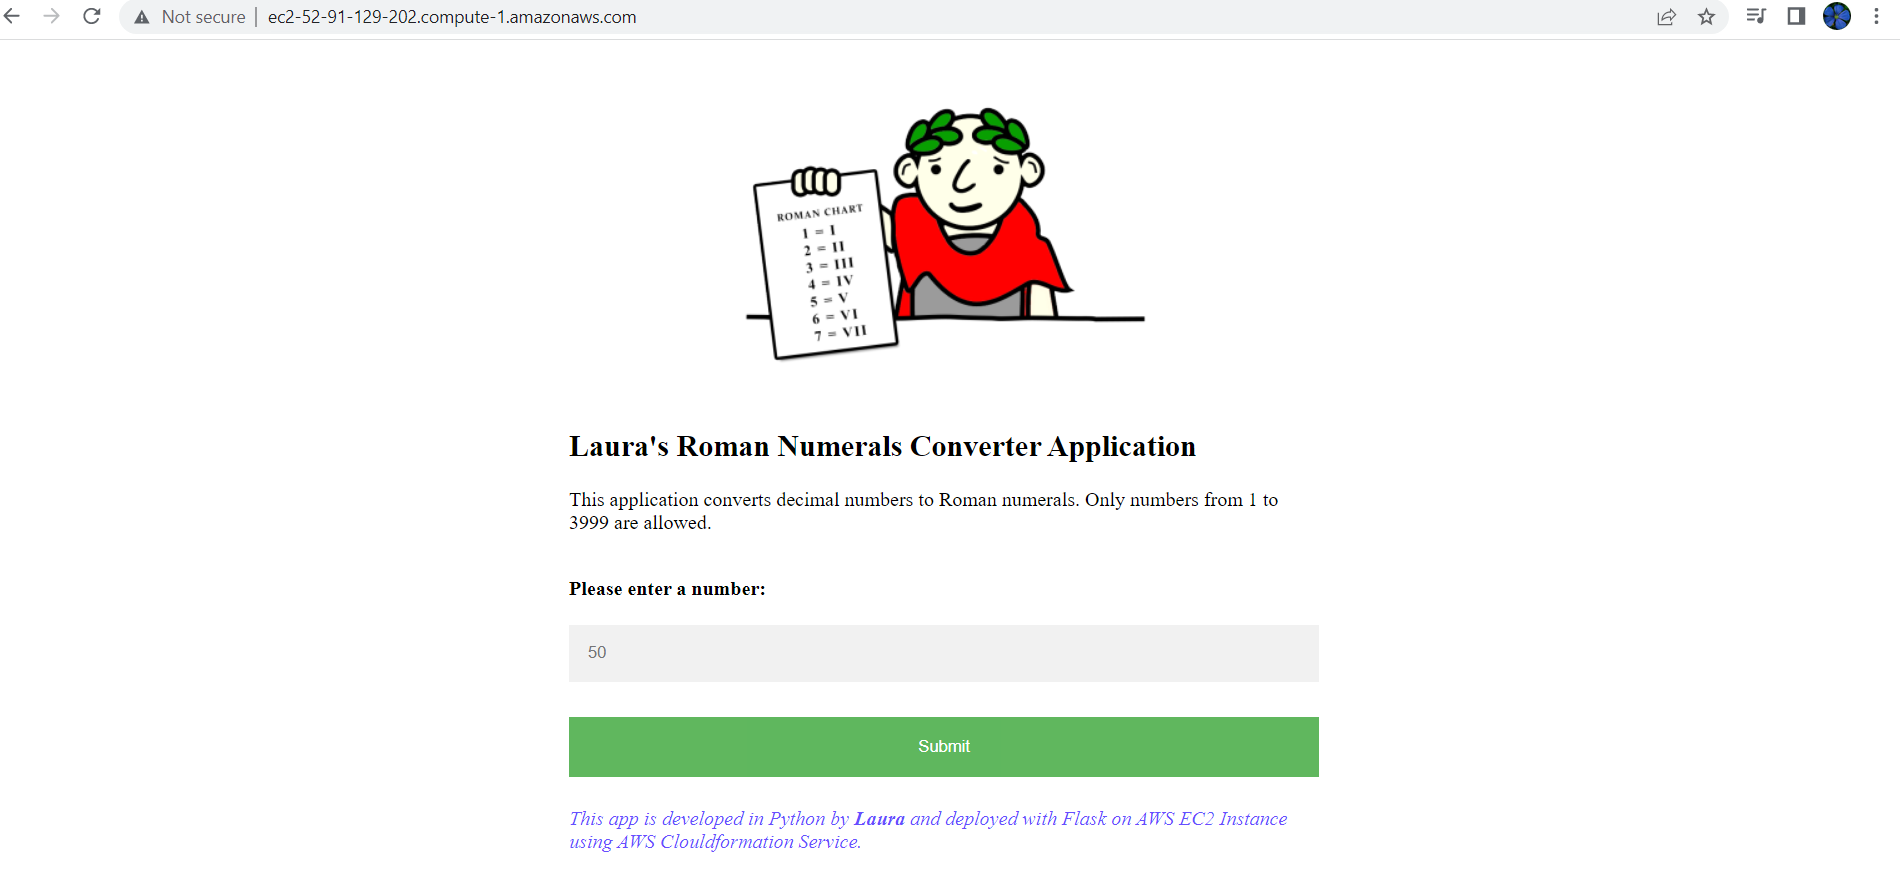 Not secure | ec2-52-91-129-202.compute-1.amazonaws.com
ROMAN CHART
1 = I
2 = II
3 = III
4 = IV
5 = V
6 = VI
7 = VII
Laura's Roman Numerals Converter Application
This application converts decimal numbers to Roman numerals. Only numbers from 1 to
3999 are allowed.
Please enter a number:
50
Submit
This app is developed in Python by Laura and deployed with Flask on AWS EC2 Instance
using AWS Clouldformation Service.